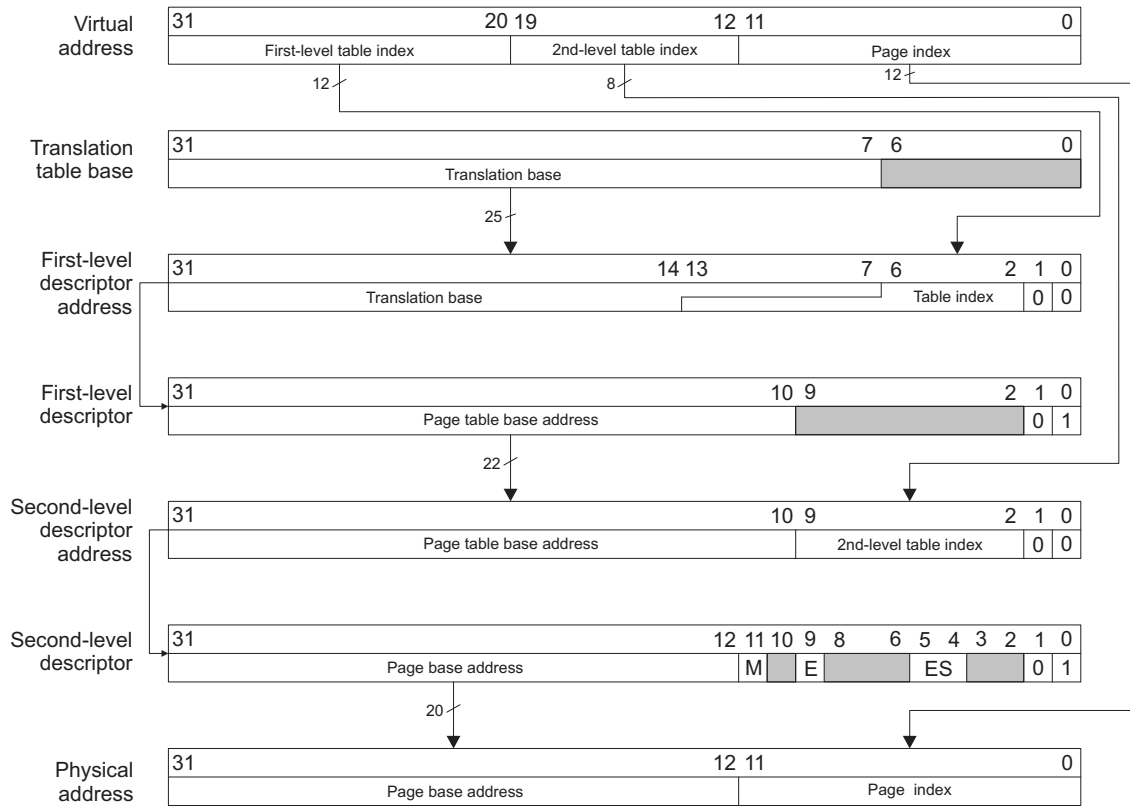 Virtual address
31 20 19 12 11 0
First-level table index 2nd-level table index Page index
12 8 12
Translation table base
31 7 6 0
Translation base
25
First-level descriptor address
31 14 13 7 6 2 1 0
Translation base Table index 0 0
First-level descriptor
31 10 9 2 1 0
Page table base address 0 1
22
Second-level descriptor address
31 10 9 2 1 0
Page table base address 2nd-level table index 0 0
Second-level descriptor
31 12 11 10 9 8 6 5 4 3 2 1 0
Page base address M E ES 0 1
20
Physical address
31 12 11 0
Page base address Page index